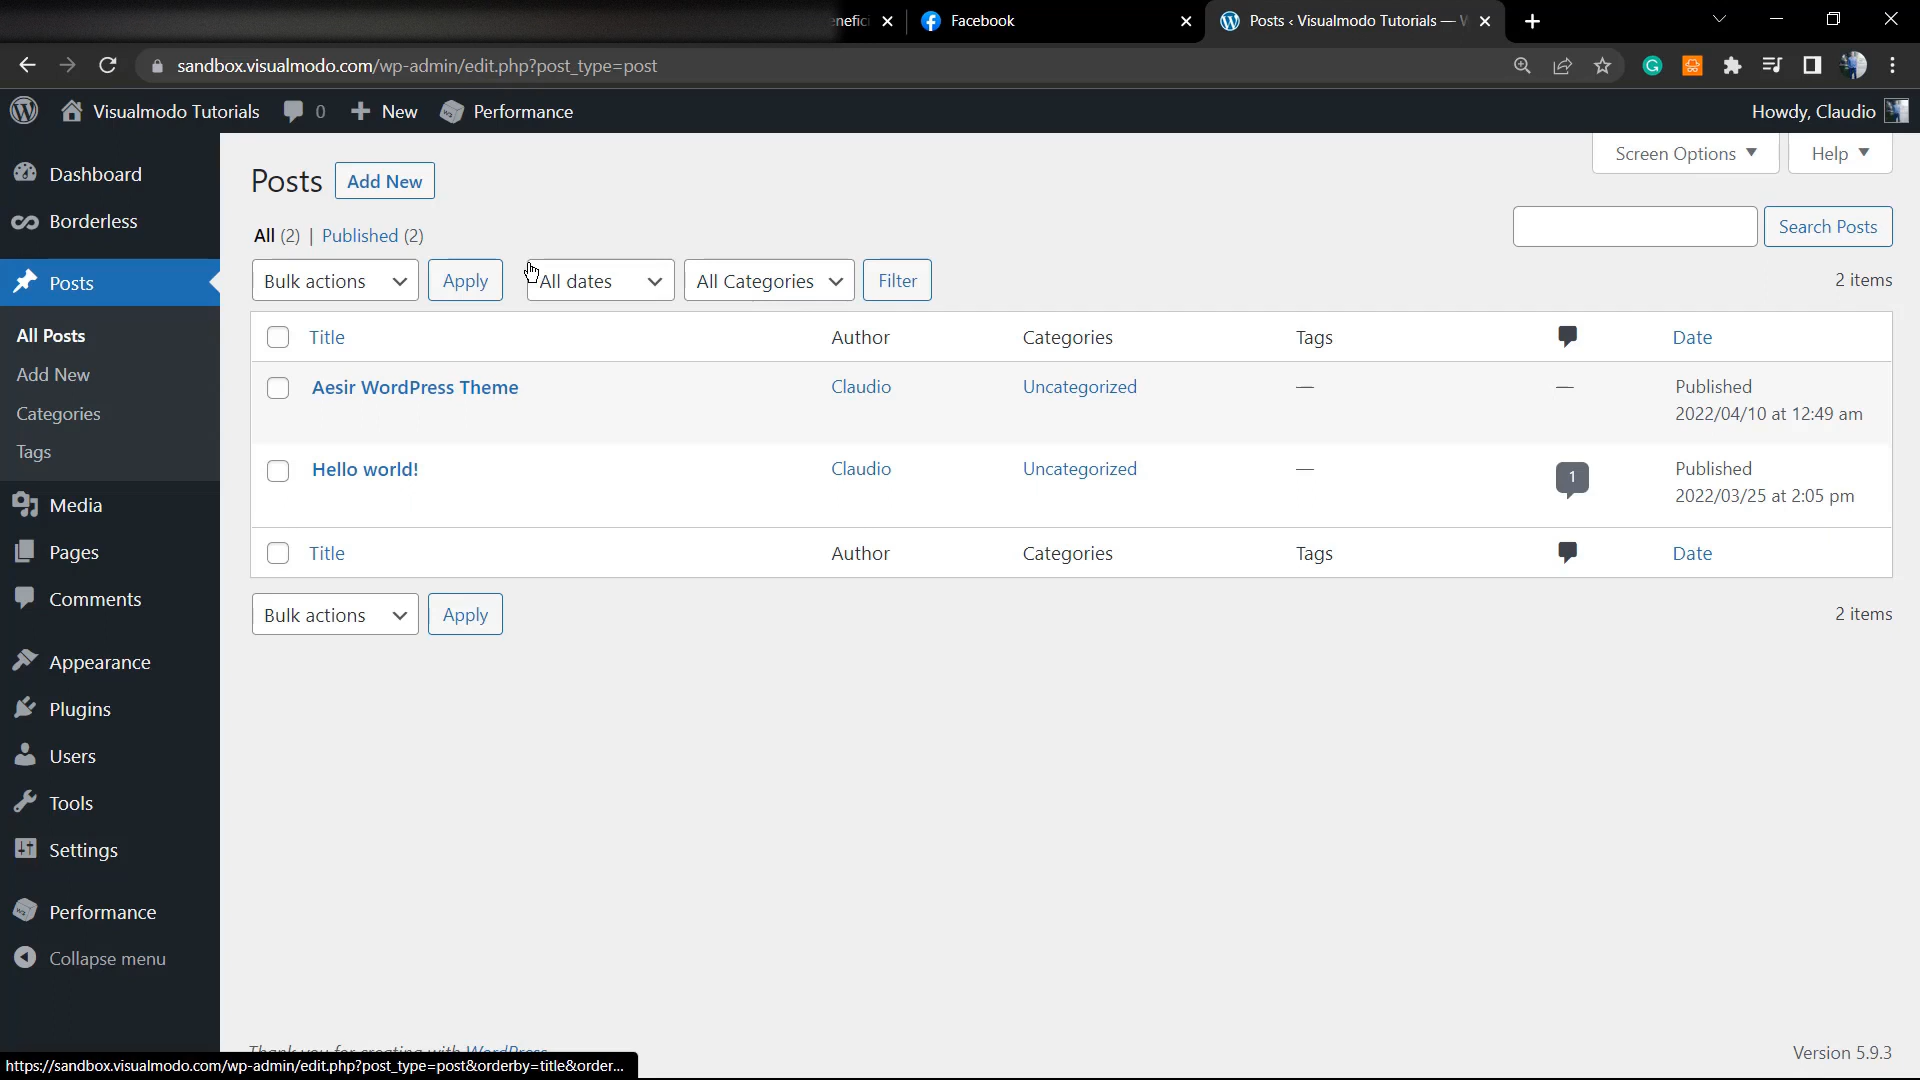 enefici
Facebook
Posts ‹ Visualmodo Tutorials — W
sandbox.visualmodo.com/wp-admin/edit.php?post_type=post
Visualmodo Tutorials
0
New
Performance
Howdy, Claudio
Dashboard
Borderless
Posts
All Posts
Add New
Categories
Tags
Media
Pages
Comments
Appearance
Plugins
Users
Tools
Settings
Performance
Collapse menu
Posts
Add New
Screen Options
Help
All (2) | Published (2)
Search Posts
Bulk actions
Apply
All dates
All Categories
Filter
2 items
Title Author Categories Tags Date
Aesir WordPress Theme Claudio Uncategorized — — Published
2022/04/10 at 12:49 am
Hello world! Claudio Uncategorized — 1 Published
2022/03/25 at 2:05 pm
Title Author Categories Tags Date
Bulk actions
Apply
2 items
Thank you for creating with WordPress
Version 5.9.3
https://sandbox.visualmodo.com/wp-admin/edit.php?post_type=post&orderby=title&order...